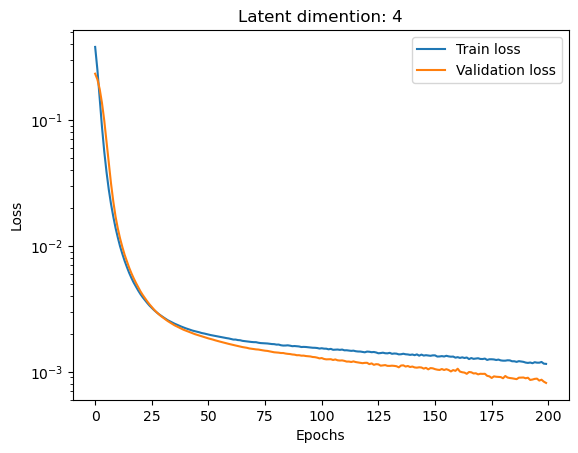 Latent dimention: 4
Train loss
Validation loss
Loss
10⁻¹
10⁻²
10⁻³
0 25 50 75 100 125 150 175 200
Epochs